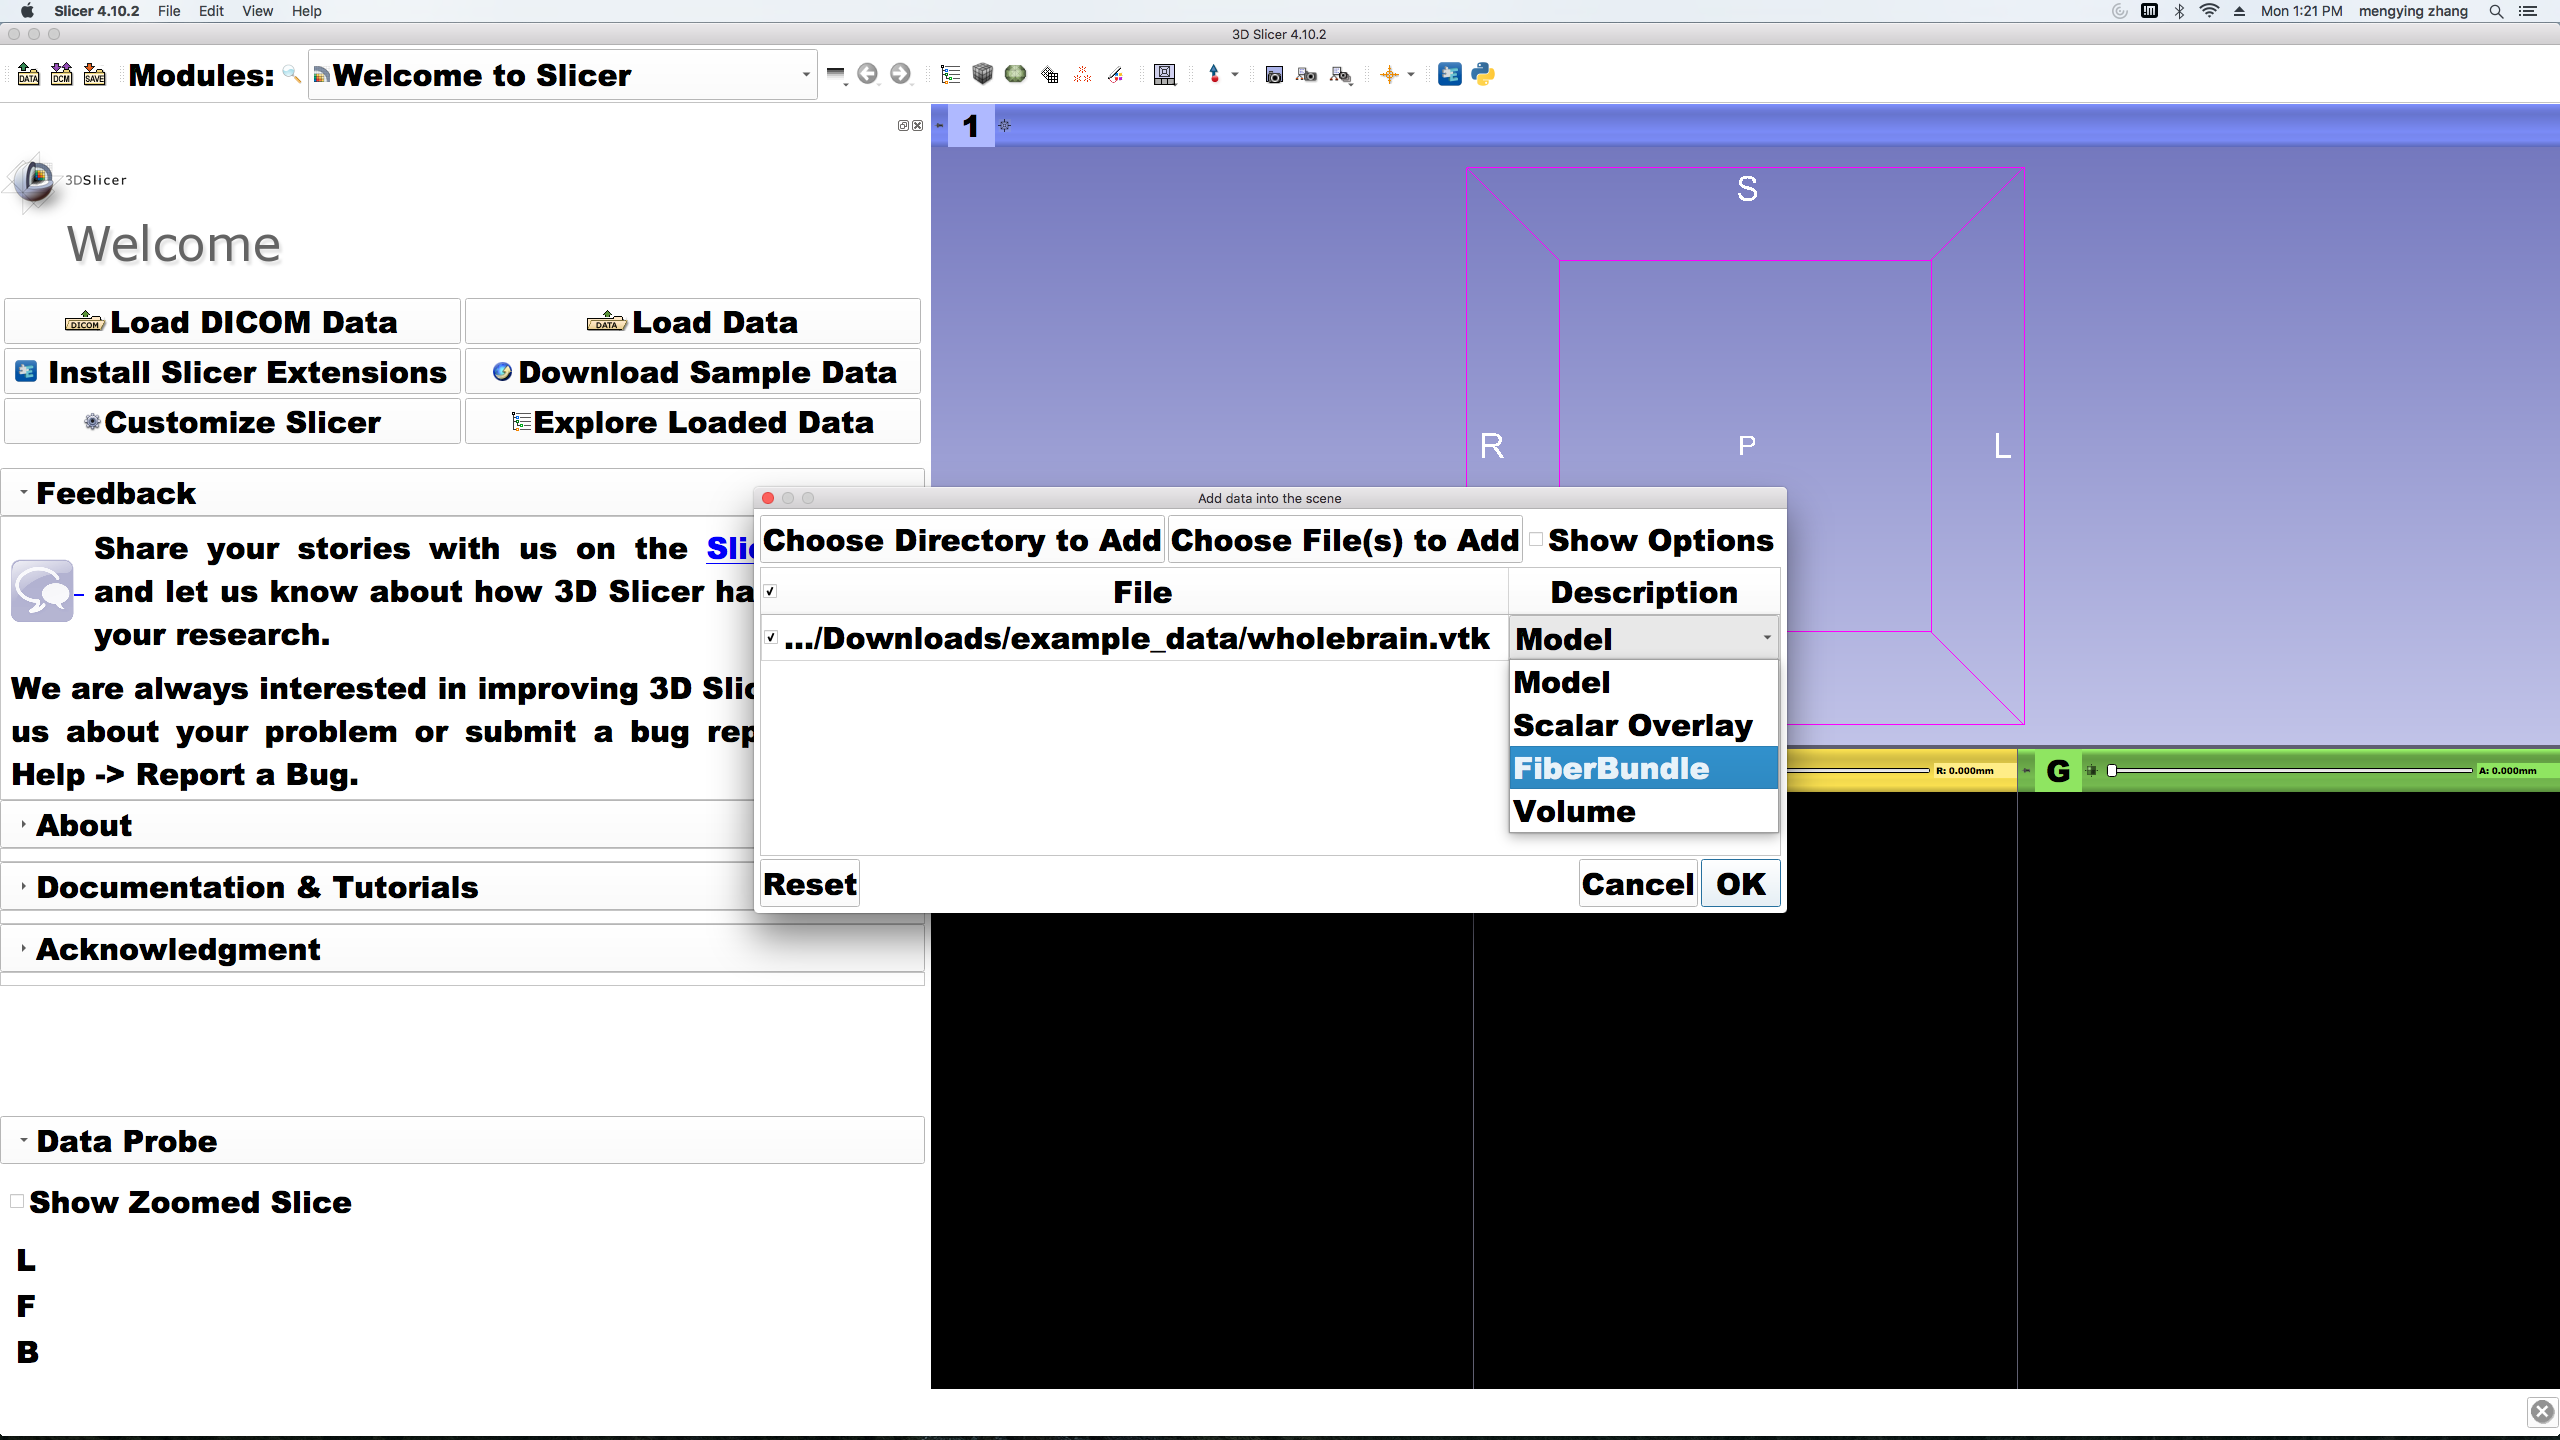 Slicer 4.10.2 File Edit View Help
Mon 1:21 PM mengying zhang
3D Slicer 4.10.2
DATA DCM SAVE Modules: Welcome to Slicer
1
3DSlicer
Welcome
DICOM Load DICOM Data
DATA Load Data
Install Slicer Extensions
Download Sample Data
Customize Slicer
Explore Loaded Data
Feedback
Share your stories with us on the Slic
and let us know about how 3D Slicer ha
your research.
We are always interested in improving 3D Slic
us about your problem or submit a bug rep
Help -> Report a Bug.
About
Documentation & Tutorials
Acknowledgment
Data Probe
Show Zoomed Slice
L
F
B
S
R
P
L
Add data into the scene
Choose Directory to Add Choose File(s) to Add Show Options
File Description
.../Downloads/example_data/wholebrain.vtk Model
Model
Scalar Overlay
FiberBundle
Volume
Reset Cancel OK
R: 0.000mm
G
A: 0.000mm